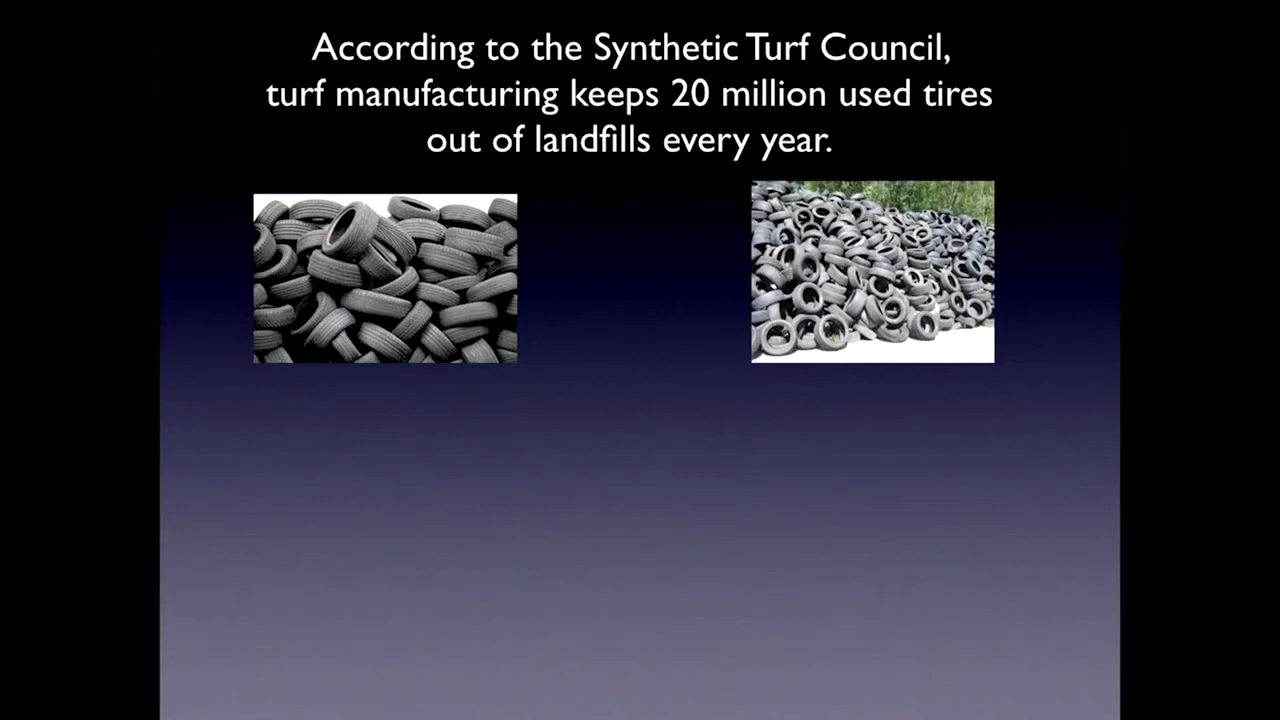 According to the Synthetic Turf Council,
turf manufacturing keeps 20 million used tires
out of landfills every year.